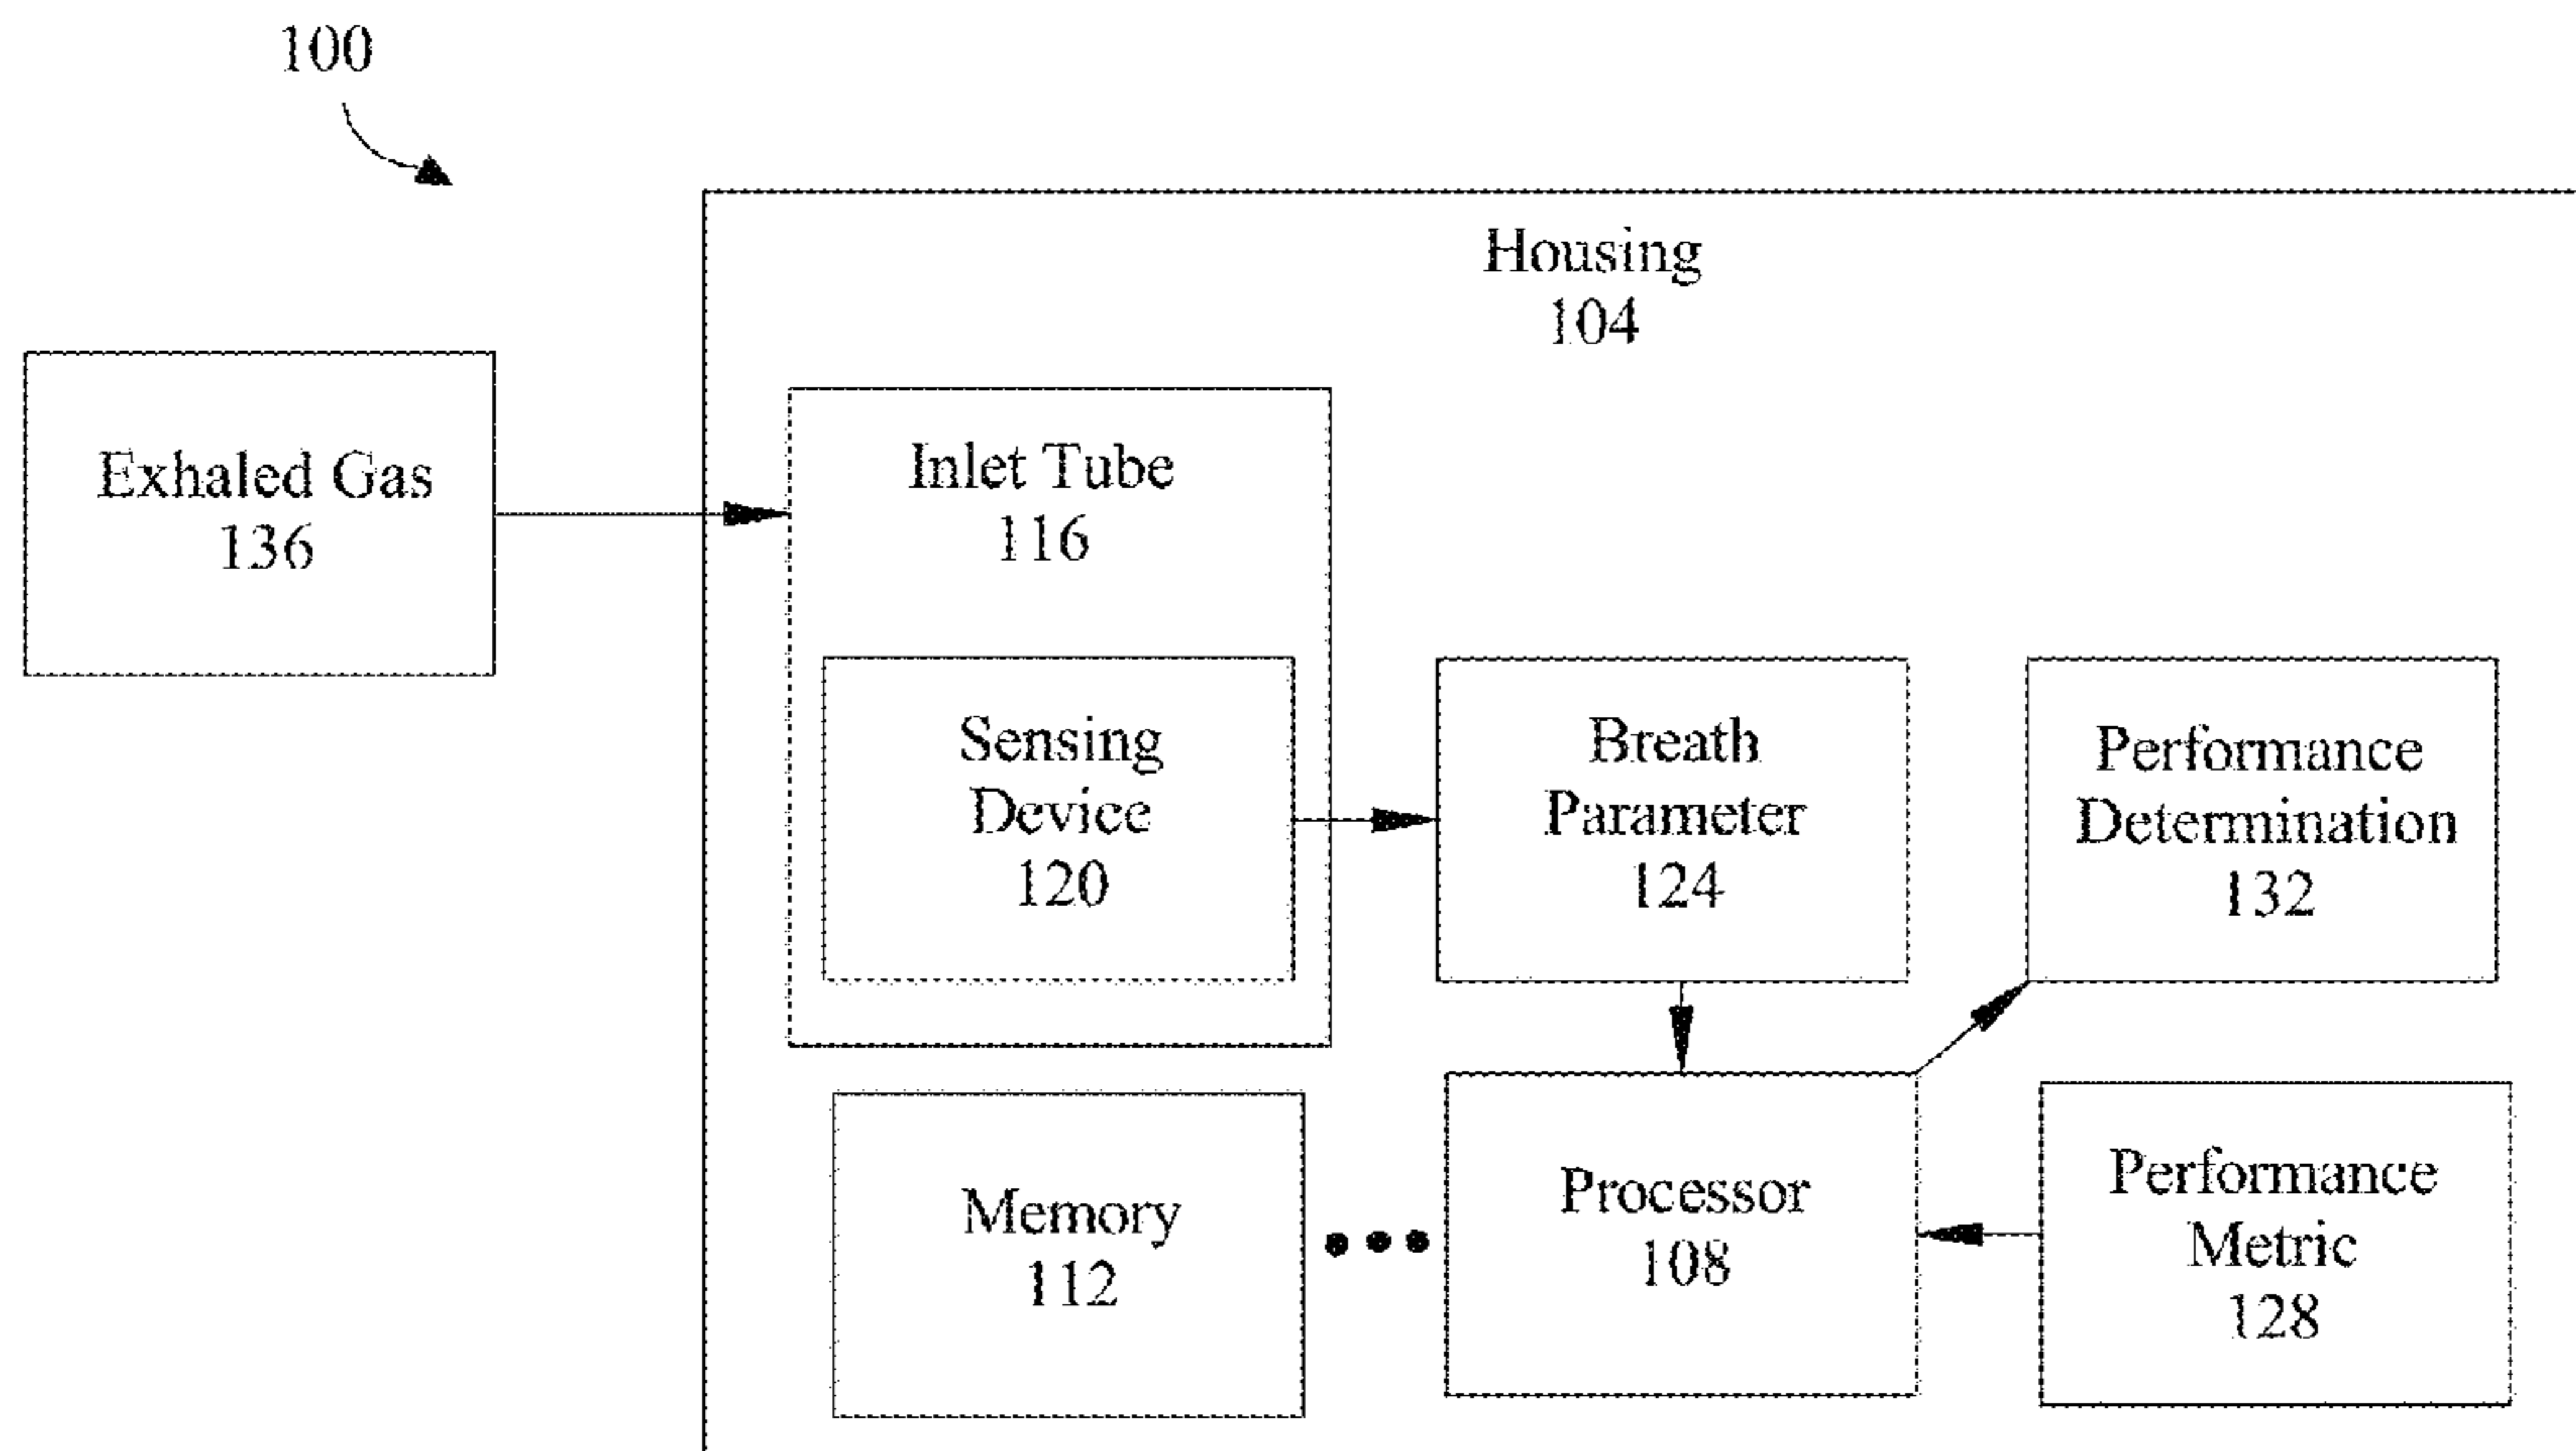 100
Housing
104
Exhaled Gas
136
Inlet Tube
116
Sensing
Device
120
Breath
Parameter
124
Performance
Determination
132
Memory
112
Processor
108
Performance
Metric
128